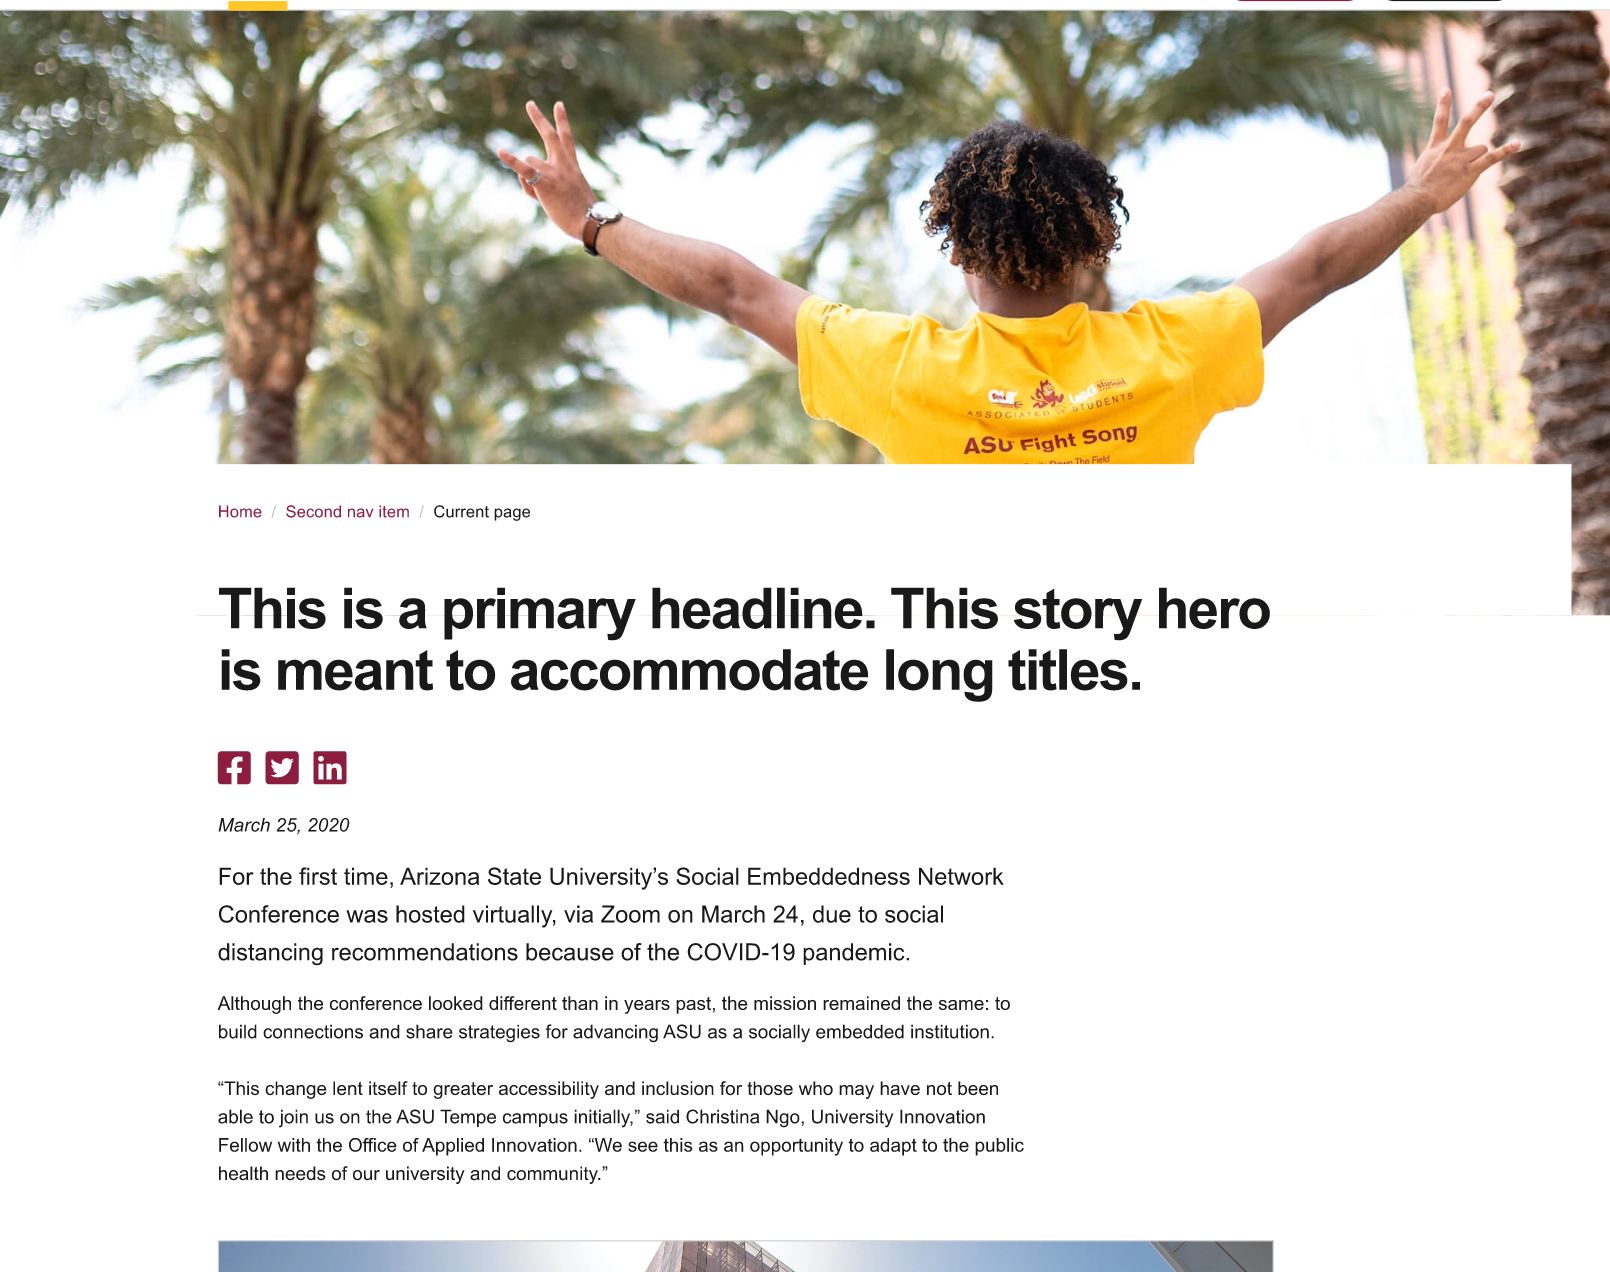 ASSOCIATED STUDENTS
ASU Fight Song
Down The Field
Home / Second nav item / Current page
This is a primary headline. This story hero
is meant to accommodate long titles.
March 25, 2020
For the first time, Arizona State University’s Social Embeddedness Network
Conference was hosted virtually, via Zoom on March 24, due to social
distancing recommendations because of the COVID-19 pandemic.
Although the conference looked different than in years past, the mission remained the same: to
build connections and share strategies for advancing ASU as a socially embedded institution.
“This change lent itself to greater accessibility and inclusion for those who may have not been
able to join us on the ASU Tempe campus initially,” said Christina Ngo, University Innovation
Fellow with the Office of Applied Innovation. “We see this as an opportunity to adapt to the public
health needs of our university and community.”